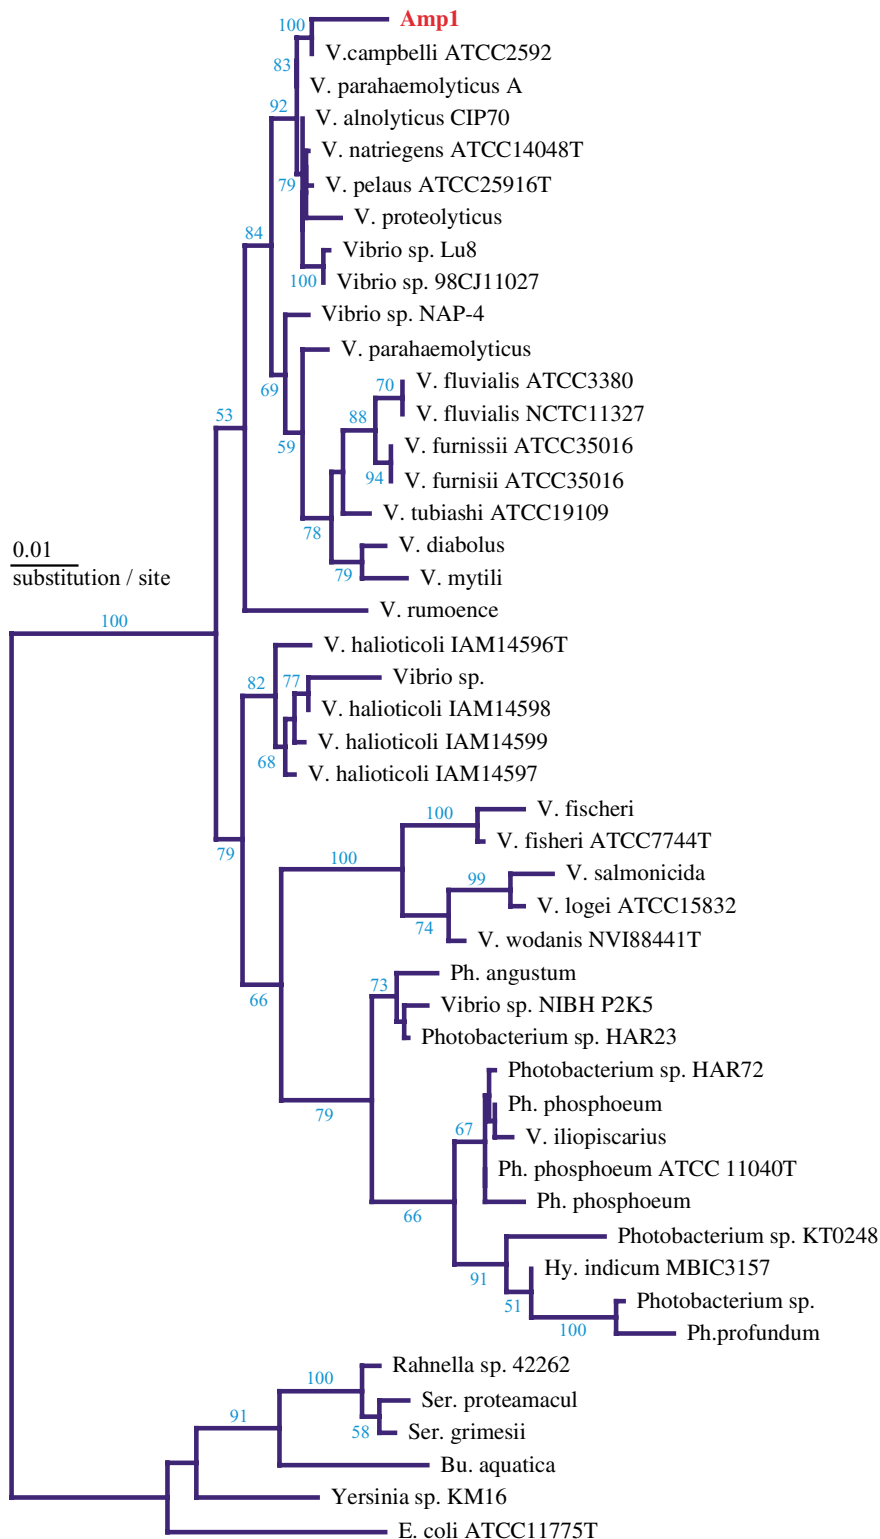 100
Amp1
V.campbelli ATCC2592
83
V. parahaemolyticus A
92
V. alnolyticus CIP70
V. natriegens ATCC14048T
79
V. pelaus ATCC25916T
V. proteolyticus
84
Vibrio sp. Lu8
100
Vibrio sp. 98CJ11027
Vibrio sp. NAP-4
V. parahaemolyticus
69
70
V. fluvialis ATCC3380
53
88
V. fluvialis NCTC11327
59
V. furnissii ATCC35016
94
V. furnisii ATCC35016
78
V. tubiashi ATCC19109
0.01
substitution / site
V. diabolus
79
V. mytili
V. rumoence
100
V. halioticoli IAM14596T
82
77
Vibrio sp.
V. halioticoli IAM14598
V. halioticoli IAM14599
68
V. halioticoli IAM14597
100
V. fischeri
V. fisheri ATCC7744T
79
100
99
V. salmonicida
V. logei ATCC15832
74
V. wodanis NVI88441T
Ph. angustum
66
73
Vibrio sp. NIBH P2K5
Photobacterium sp. HAR23
Photobacterium sp. HAR72
79
Ph. phosphoeum
67
V. iliopiscarius
Ph. phosphoeum ATCC 11040T
Ph. phosphoeum
66
Photobacterium sp. KT0248
Hy. indicum MBIC3157
91
51
Photobacterium sp.
100
Ph.profundum
Rahnella sp. 42262
100
Ser. proteamacul
91
58
Ser. grimesii
Bu. aquatica
Yersinia sp. KM16
E. coli ATCC11775T